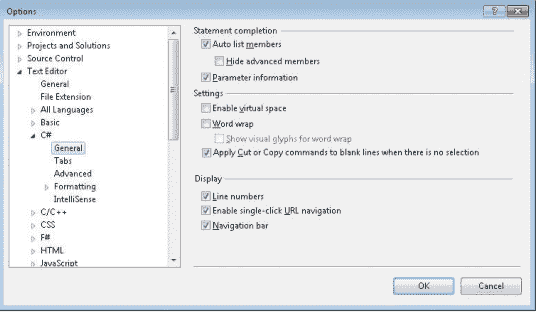 Options
Environment
Projects and Solutions
Source Control
Text Editor
General
File Extension
All Languages
Basic
C#
General
Tabs
Advanced
Formatting
IntelliSense
C/C++
CSS
F#
HTML
JavaScript
Statement completion
Auto list members
Hide advanced members
Parameter information
Settings
Enable virtual space
Word wrap
Show visual glyphs for word wrap
Apply Cut or Copy commands to blank lines when there is no selection
Display
Line numbers
Enable single-click URL navigation
Navigation bar
OK
Cancel